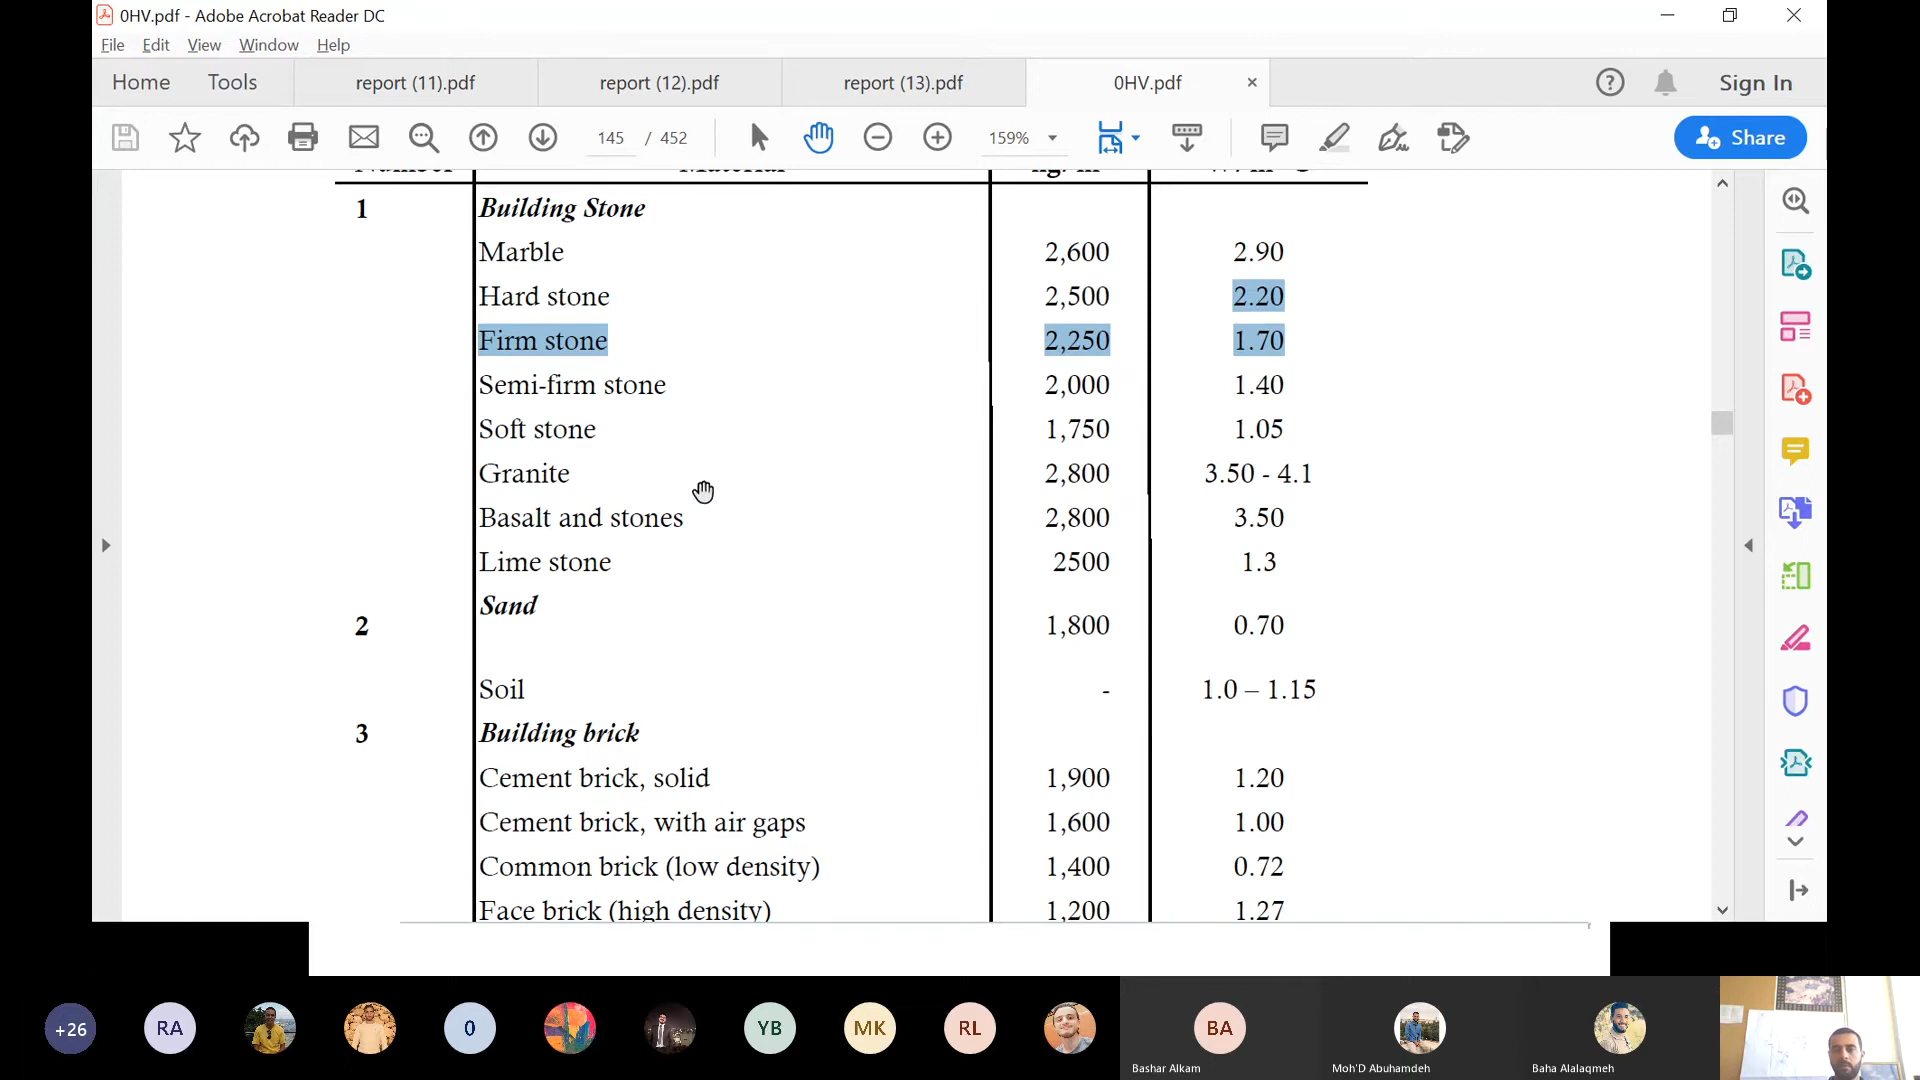 0HV.pdf - Adobe Acrobat Reader DC
File Edit View Window Help
Home Tools report (11).pdf report (12).pdf report (13).pdf 0HV.pdf × Sign In
145 / 452 159% Share
Number Material
1 Building Stone
Marble 2,600 2.90
Hard stone 2,500 2.20
Firm stone 2,250 1.70
Semi-firm stone 2,000 1.40
Soft stone 1,750 1.05
Granite 2,800 3.50 - 4.1
Basalt and stones 2,800 3.50
Lime stone 2500 1.3
Sand
2 1,800 0.70
Soil - 1.0 – 1.15
3 Building brick
Cement brick, solid 1,900 1.20
Cement brick, with air gaps 1,600 1.00
Common brick (low density) 1,400 0.72
Face brick (high density) 1,200 1.27
+26 RA 0 YB MK RL BA
Bashar Alkam Moh'D Abuhamdeh Baha Alalaqmeh